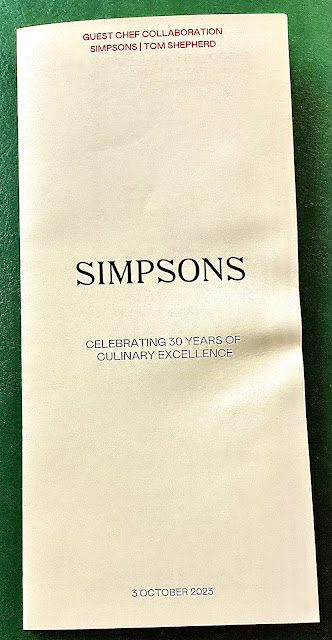 GUEST CHEF COLLABORATION
SIMPSONS | TOM SHEPHERD
SIMPSONS
CELEBRATING 30 YEARS OF
CULINARY EXCELLENCE
3 OCTOBER 2023